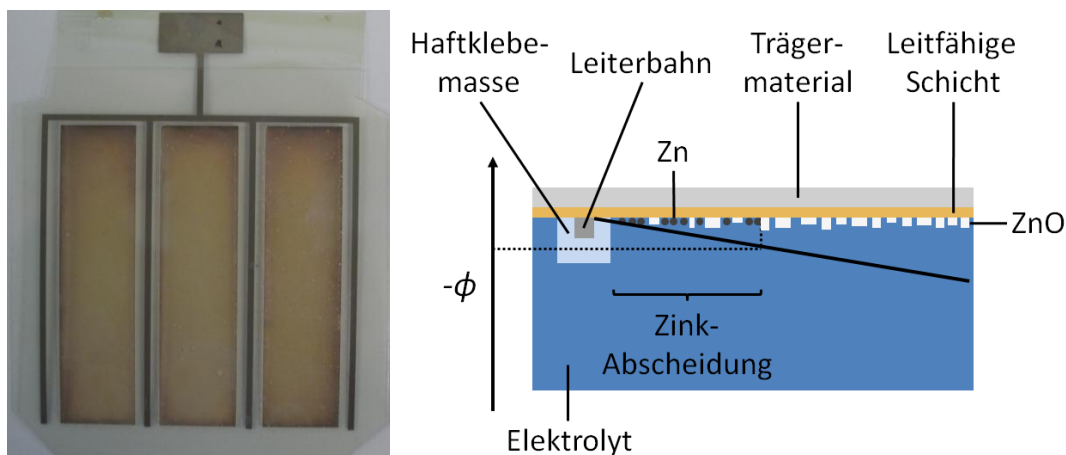 Haftklebe-
masse
Leiterbahn
Träger-
material
Leitfähige
Schicht
Zn
ZnO
-ϕ
Zink-
Abscheidung
Elektrolyt